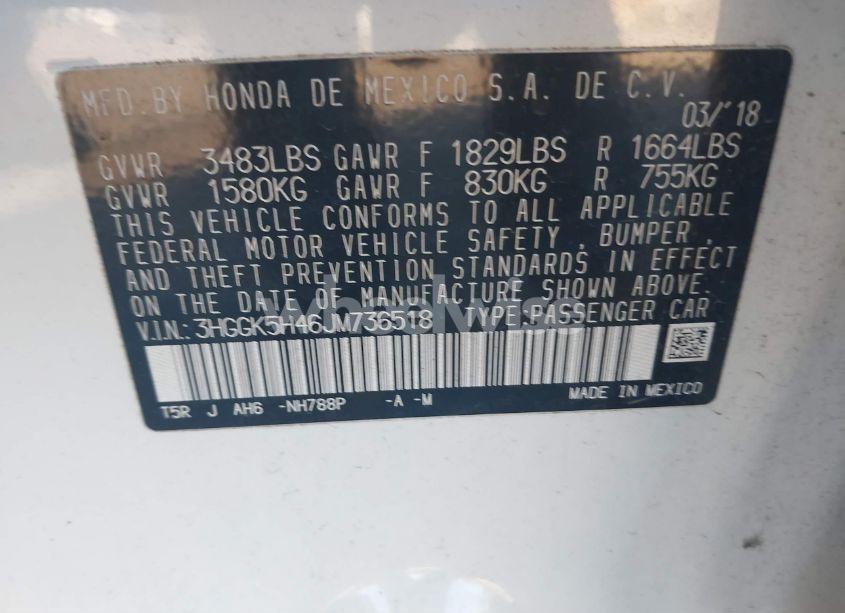 MFD. BY HONDA DE MEXICO S.A. DE C.V.
03/'18
GVWR 3483LBS GAWR F 1829LBS R 1664LBS
GVWR 1580KG GAWR F 830KG R 755KG
THIS VEHICLE CONFORMS TO ALL APPLICABLE
FEDERAL MOTOR VEHICLE SAFETY , BUMPER ,
AND THEFT PREVENTION STANDARDS IN EFFECT
ON THE DATE OF MANUFACTURE SHOWN ABOVE.
V.I.N.: 3HGGK5H46JM736518 TYPE:PASSENGER CAR
T5R J AH6 -NH788P -A -M MADE IN MEXICO